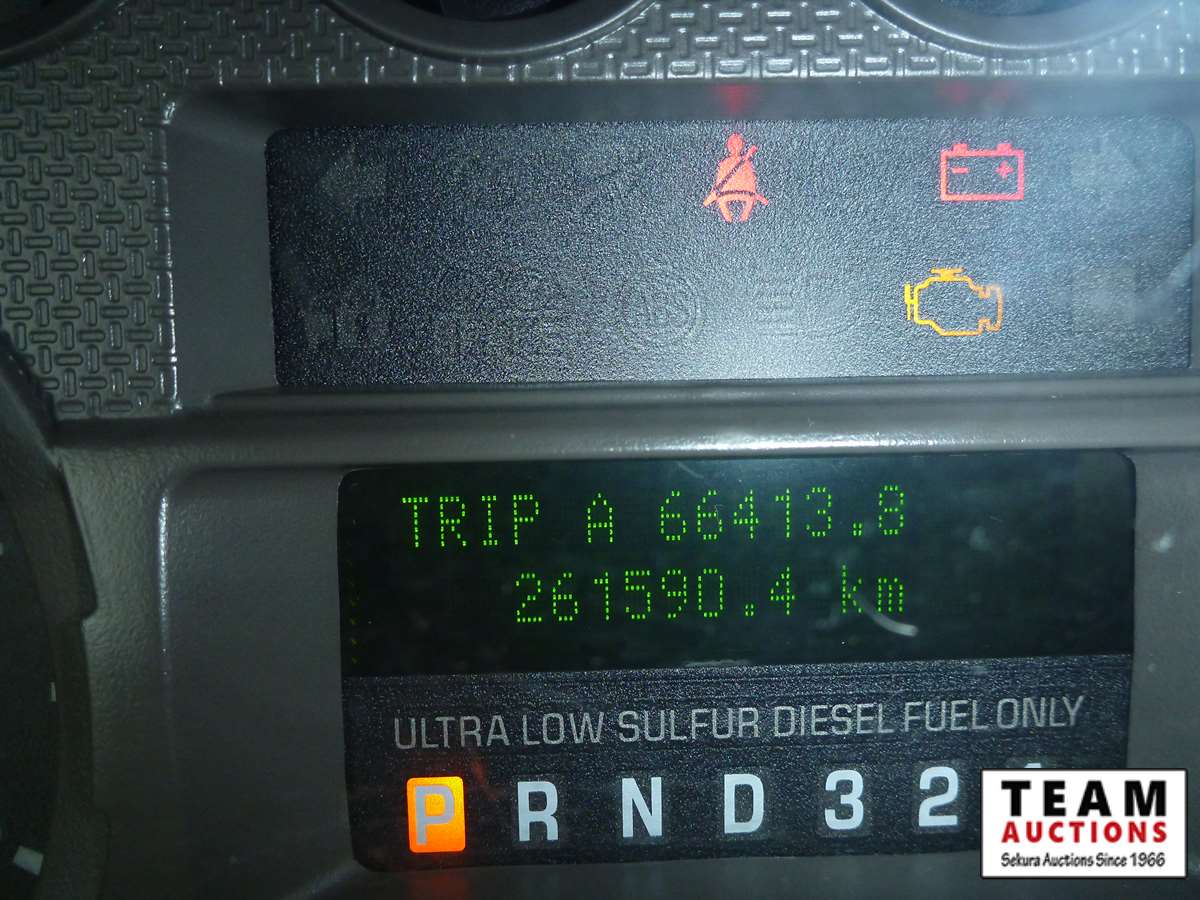 TRIP A 66413.8
261590.4 km
ULTRA LOW SULFUR DIESEL FUEL ONLY
P R N D 3 2
TEAM
AUCTIONS
Sekura Auctions Since 1966